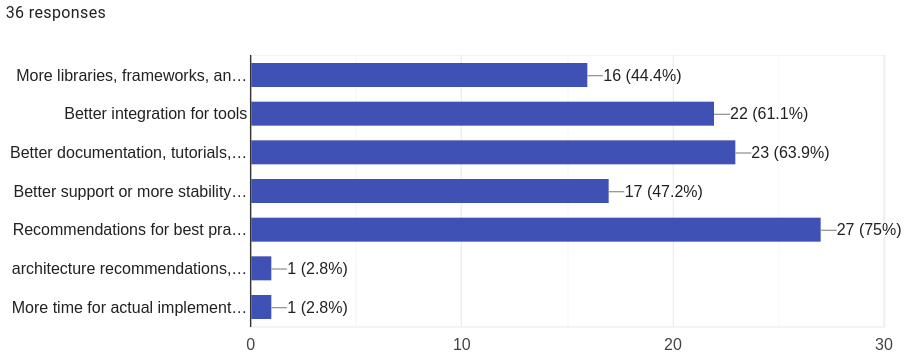 36 responses
More libraries, frameworks, an… 16 (44.4%)
Better integration for tools 22 (61.1%)
Better documentation, tutorials,… 23 (63.9%)
Better support or more stability… 17 (47.2%)
Recommendations for best pra… 27 (75%)
architecture recommendations,… 1 (2.8%)
More time for actual implement… 1 (2.8%)
0 10 20 30